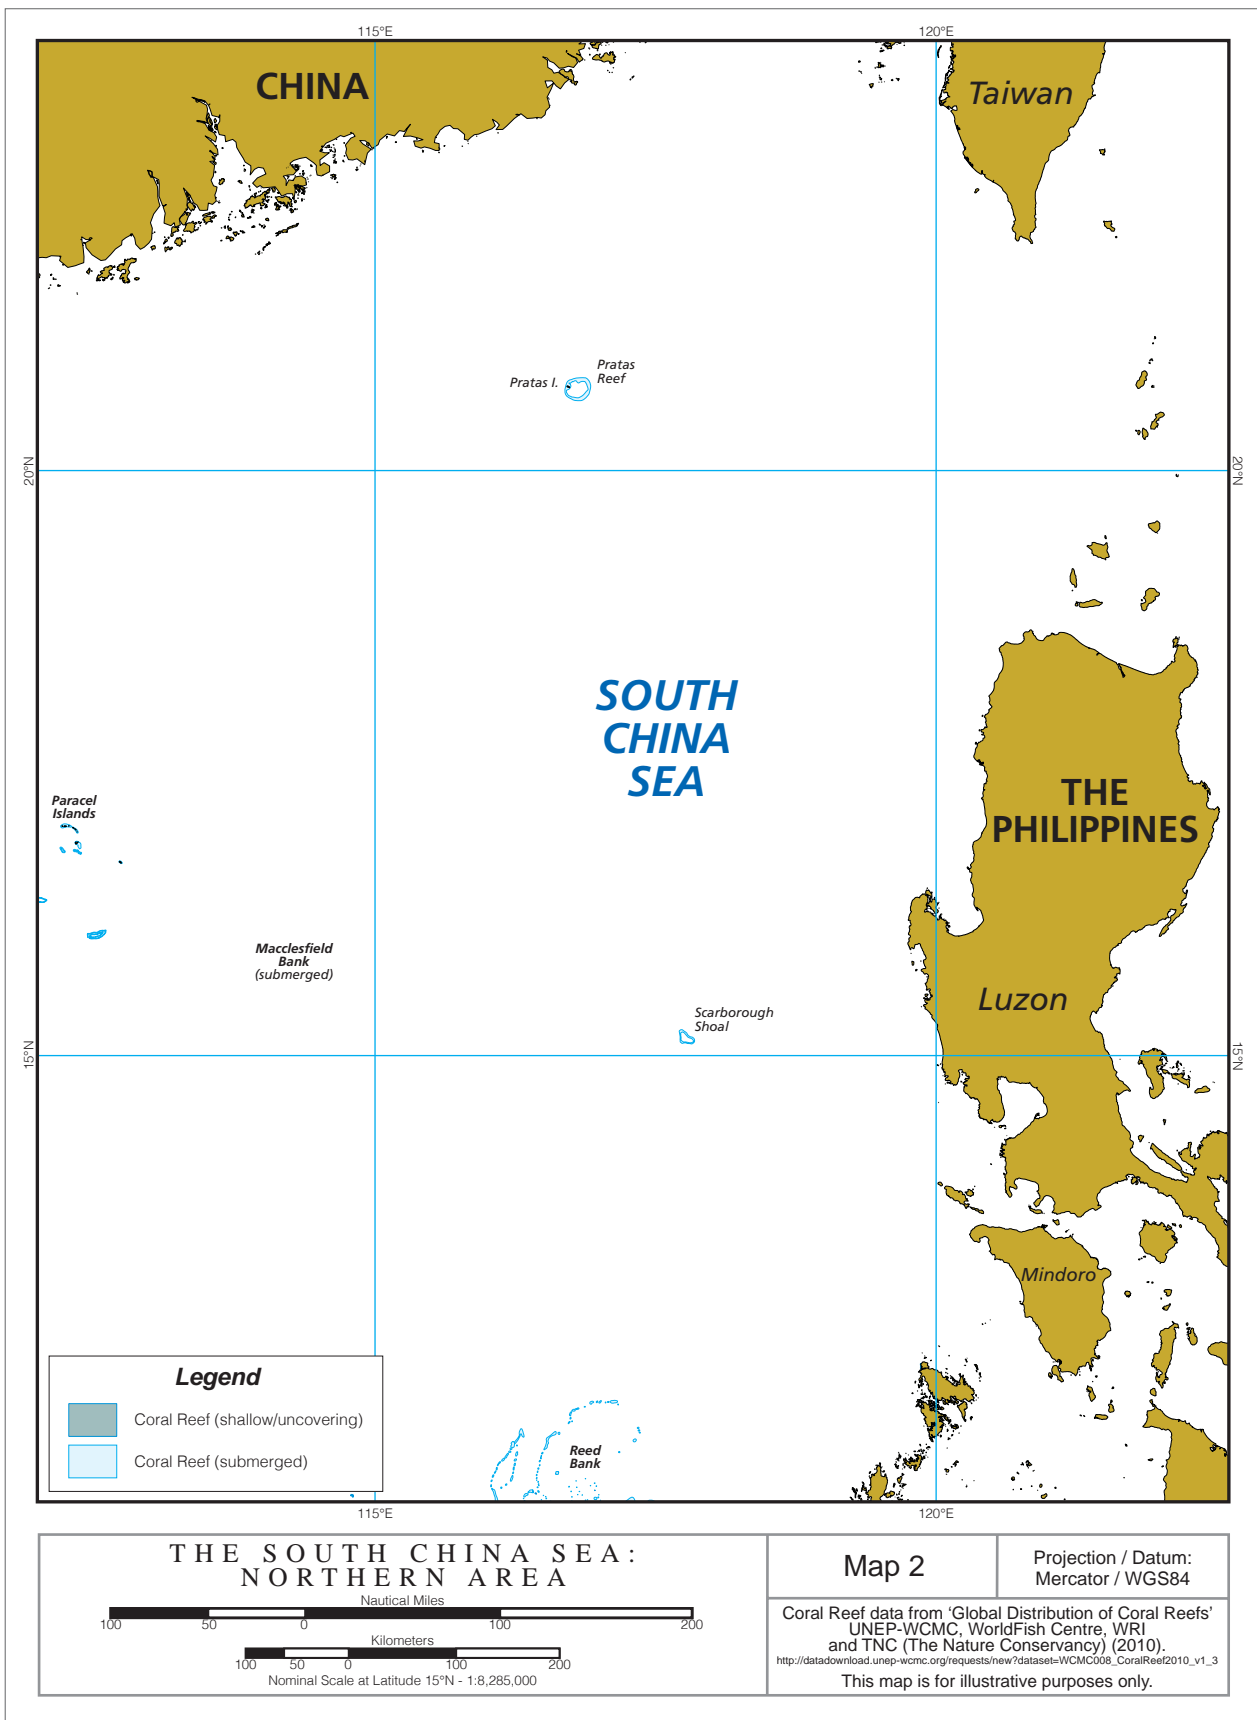 115°E
120°E
CHINA
Taiwan
Pratas I.
Pratas
Reef
20°N
20°N
SOUTH
CHINA
SEA
THE
PHILIPPINES
Paracel
Islands
Macclesfield
Bank
(submerged)
Luzon
Scarborough
Shoal
15°N
15°N
Mindoro
Legend
Coral Reef (shallow/uncovering)
Coral Reef (submerged)
Reed
Bank
115°E
120°E
THE SOUTH CHINA SEA:
NORTHERN AREA
Nautical Miles
100 50 0 100 200
Kilometers
100 50 0 100 200
Nominal Scale at Latitude 15°N - 1:8,285,000
Map 2
Projection / Datum:
Mercator / WGS84
Coral Reef data from ‘Global Distribution of Coral Reefs’
UNEP-WCMC, WorldFish Centre, WRI
and TNC (The Nature Conservancy) (2010).
http://datadownload.unep-wcmc.org/requests/new?dataset=WCMC008_CoralReef2010_v1_3
This map is for illustrative purposes only.